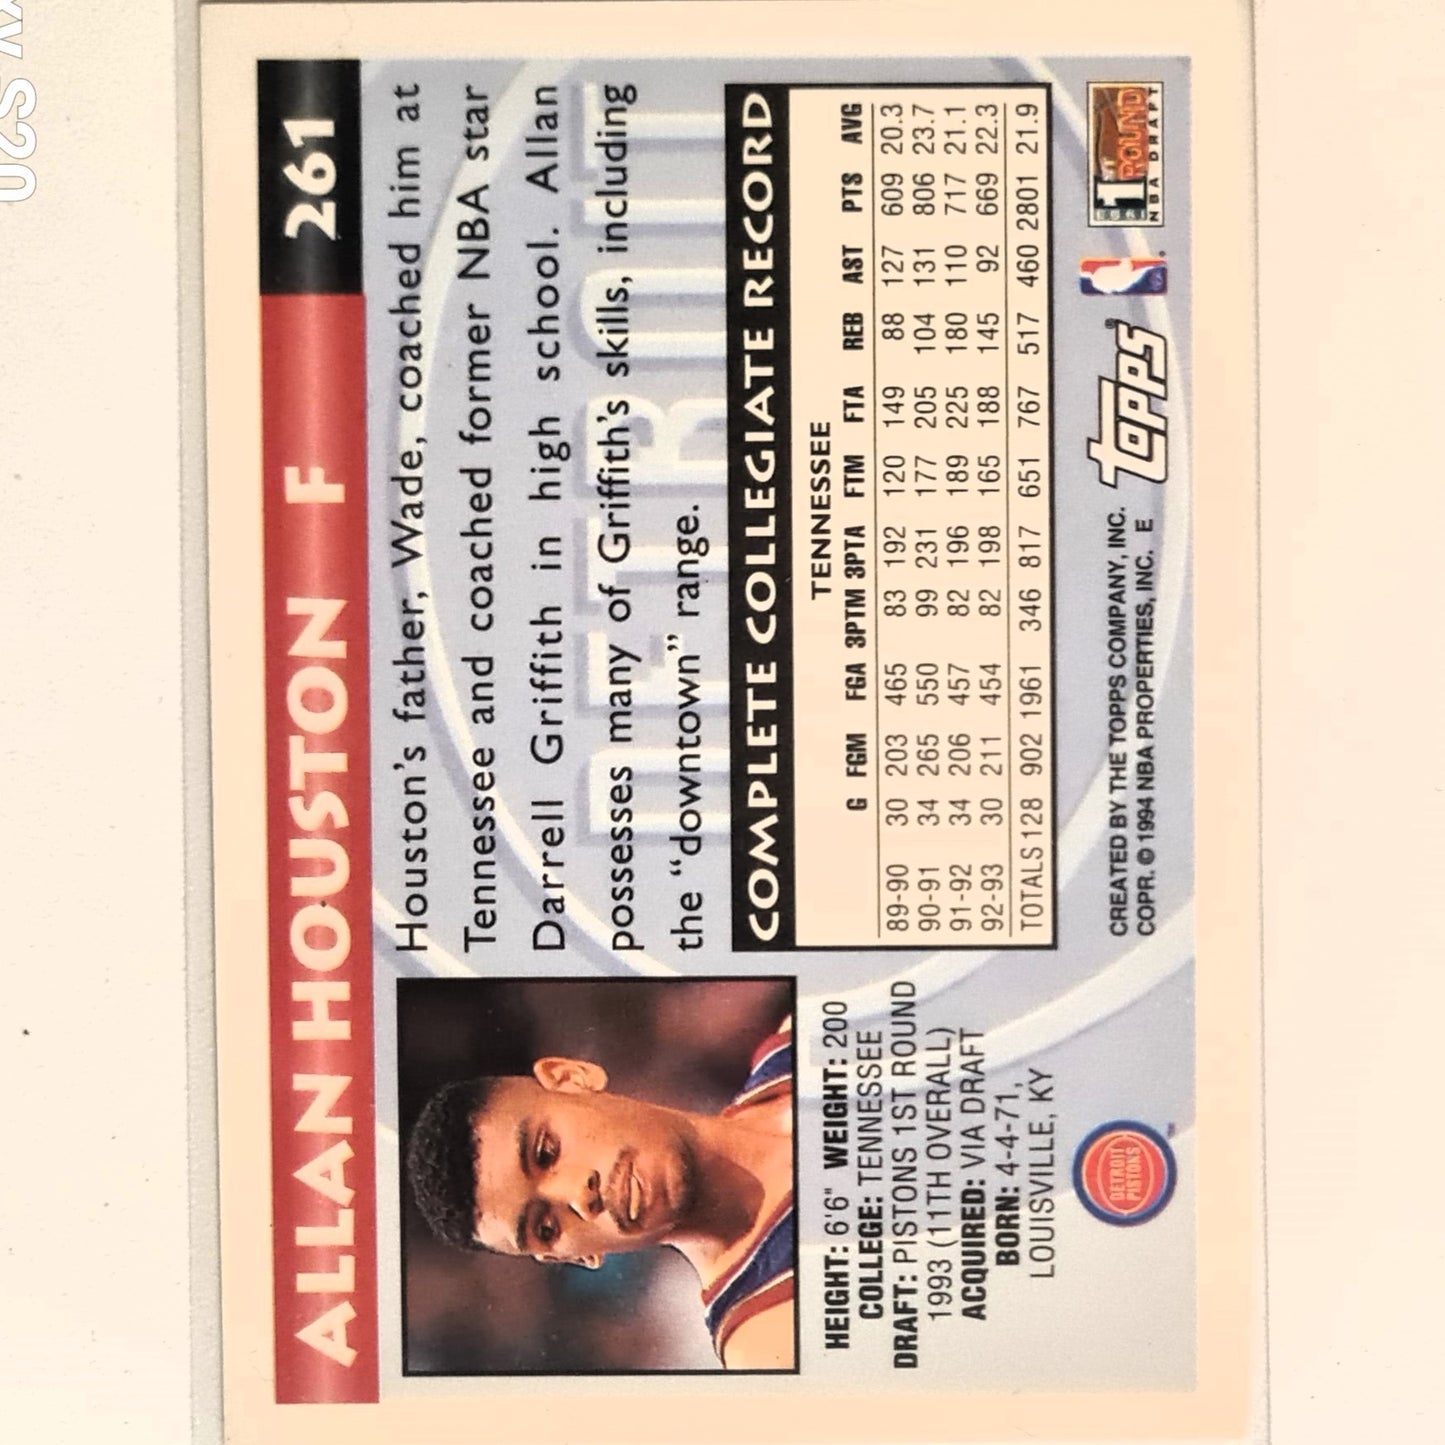 ALLAN HOUSTON F 261
Houston's father, Wade, coached him at
Tennessee and coached former NBA star
Darrell Griffith in high school. Allan
possesses many of Griffith's skills, including
the "downtown" range.
DETROIT
HEIGHT: 6'6" WEIGHT: 200
COLLEGE: TENNESSEE
DRAFT: PISTONS 1ST ROUND
1993 (11TH OVERALL)
ACQUIRED: VIA DRAFT
BORN: 4-4-71,
LOUISVILLE, KY
COMPLETE COLLEGIATE RECORD
TENNESSEE
G FGM FGA 3PTM 3PTA FTM FTA REB AST PTS AVG
89-90 30 203 465 83 192 120 149 88 127 609 20.3
90-91 34 265 550 99 231 177 205 104 131 806 23.7
91-92 34 206 457 82 196 189 225 180 110 717 21.1
92-93 30 211 454 82 198 165 188 145 92 669 22.3
TOTALS 128 902 1961 346 817 651 767 517 460 2801 21.9
DETROIT
PISTONS
CREATED BY THE TOPPS COMPANY, INC.
COPR. © 1994 NBA PROPERTIES, INC. E
TOPPS®
1ST
ROUND
NBA DRAFT
S20